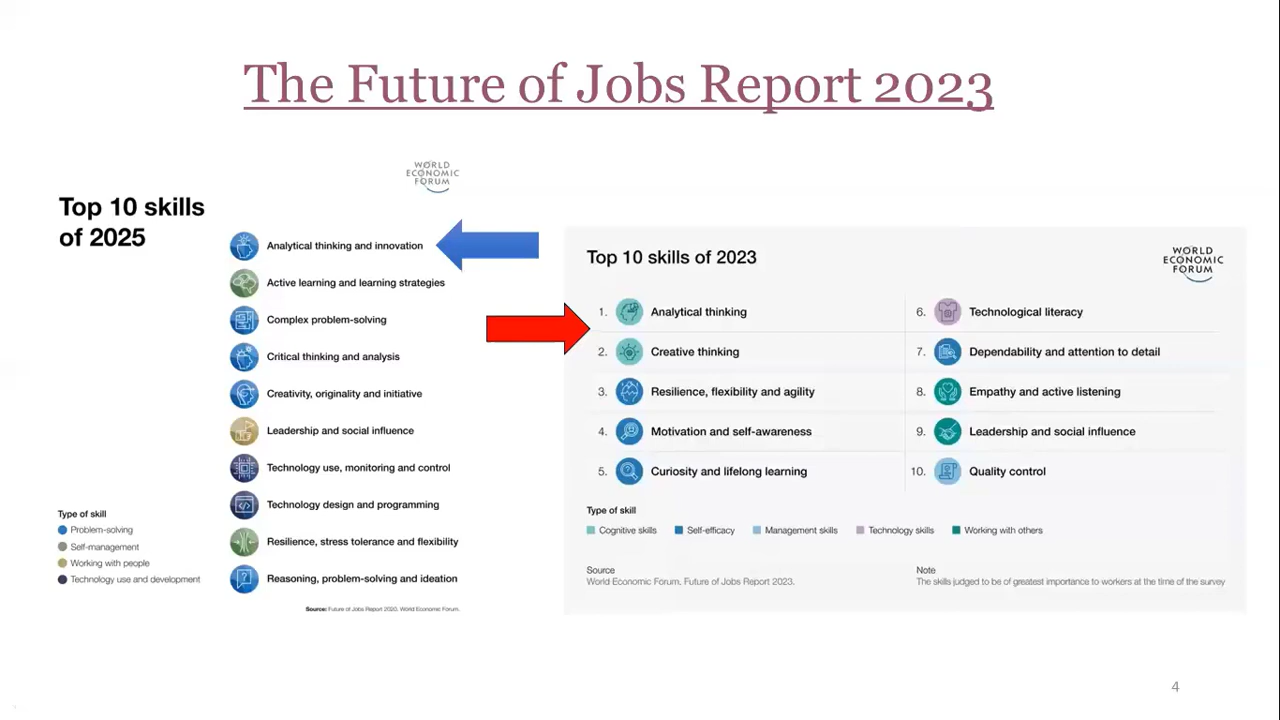 The Future of Jobs Report 2023
WORLD
ECONOMIC
FORUM
Top 10 skills
of 2025
Analytical thinking and innovation
Active learning and learning strategies
Complex problem-solving
Critical thinking and analysis
Creativity, originality and initiative
Leadership and social influence
Technology use, monitoring and control
Technology design and programming
Resilience, stress tolerance and flexibility
Reasoning, problem-solving and ideation
Type of skill
Problem-solving
Self-management
Working with people
Technology use and development
Source: Future of Jobs Report 2020, World Economic Forum.
Top 10 skills of 2023
WORLD
ECONOMIC
FORUM
1. Analytical thinking
2. Creative thinking
3. Resilience, flexibility and agility
4. Motivation and self-awareness
5. Curiosity and lifelong learning
6. Technological literacy
7. Dependability and attention to detail
8. Empathy and active listening
9. Leadership and social influence
10. Quality control
Type of skill
Cognitive skills Self-efficacy Management skills Technology skills Working with others
Source
World Economic Forum, Future of Jobs Report 2023.
Note
The skills judged to be of greatest importance to workers at the time of the survey
4